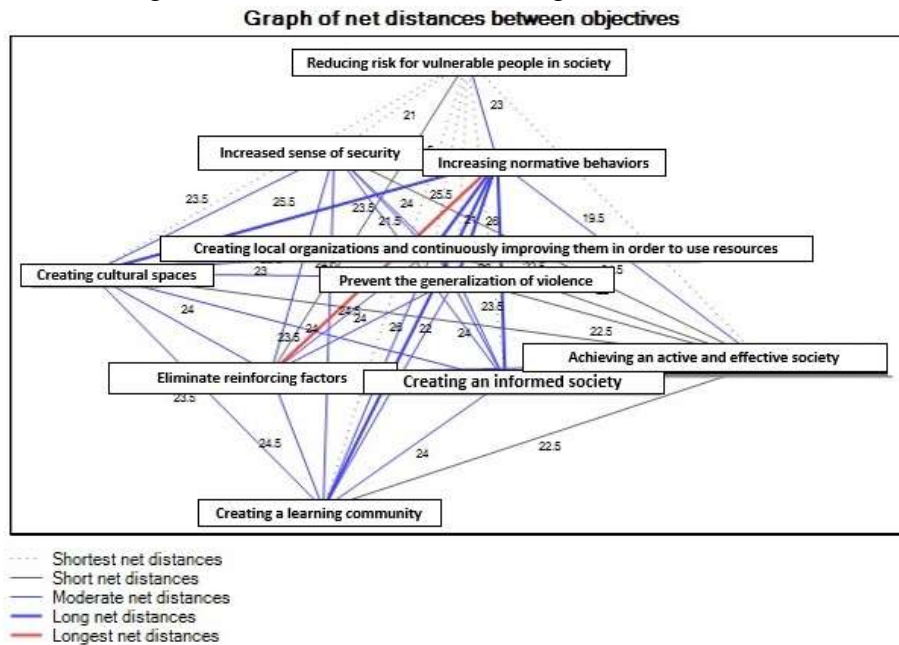 Graph of net distances between objectives
Reducing risk for vulnerable people in society
21
23
Increased sense of security
Increasing normative behaviors
23.5
25.5
23.5
24
25.5
26
21.5
19.5
Creating local organizations and continuously improving them in order to use resources
Creating cultural spaces
23
Prevent the generalization of violence
24
23.5
24
24.5
24
26
22
24
23.5
22.5
Achieving an active and effective society
Eliminate reinforcing factors
Creating an informed society
23.5
24.5
24
22.5
Creating a learning community
Shortest net distances
Short net distances
Moderate net distances
Long net distances
Longest net distances